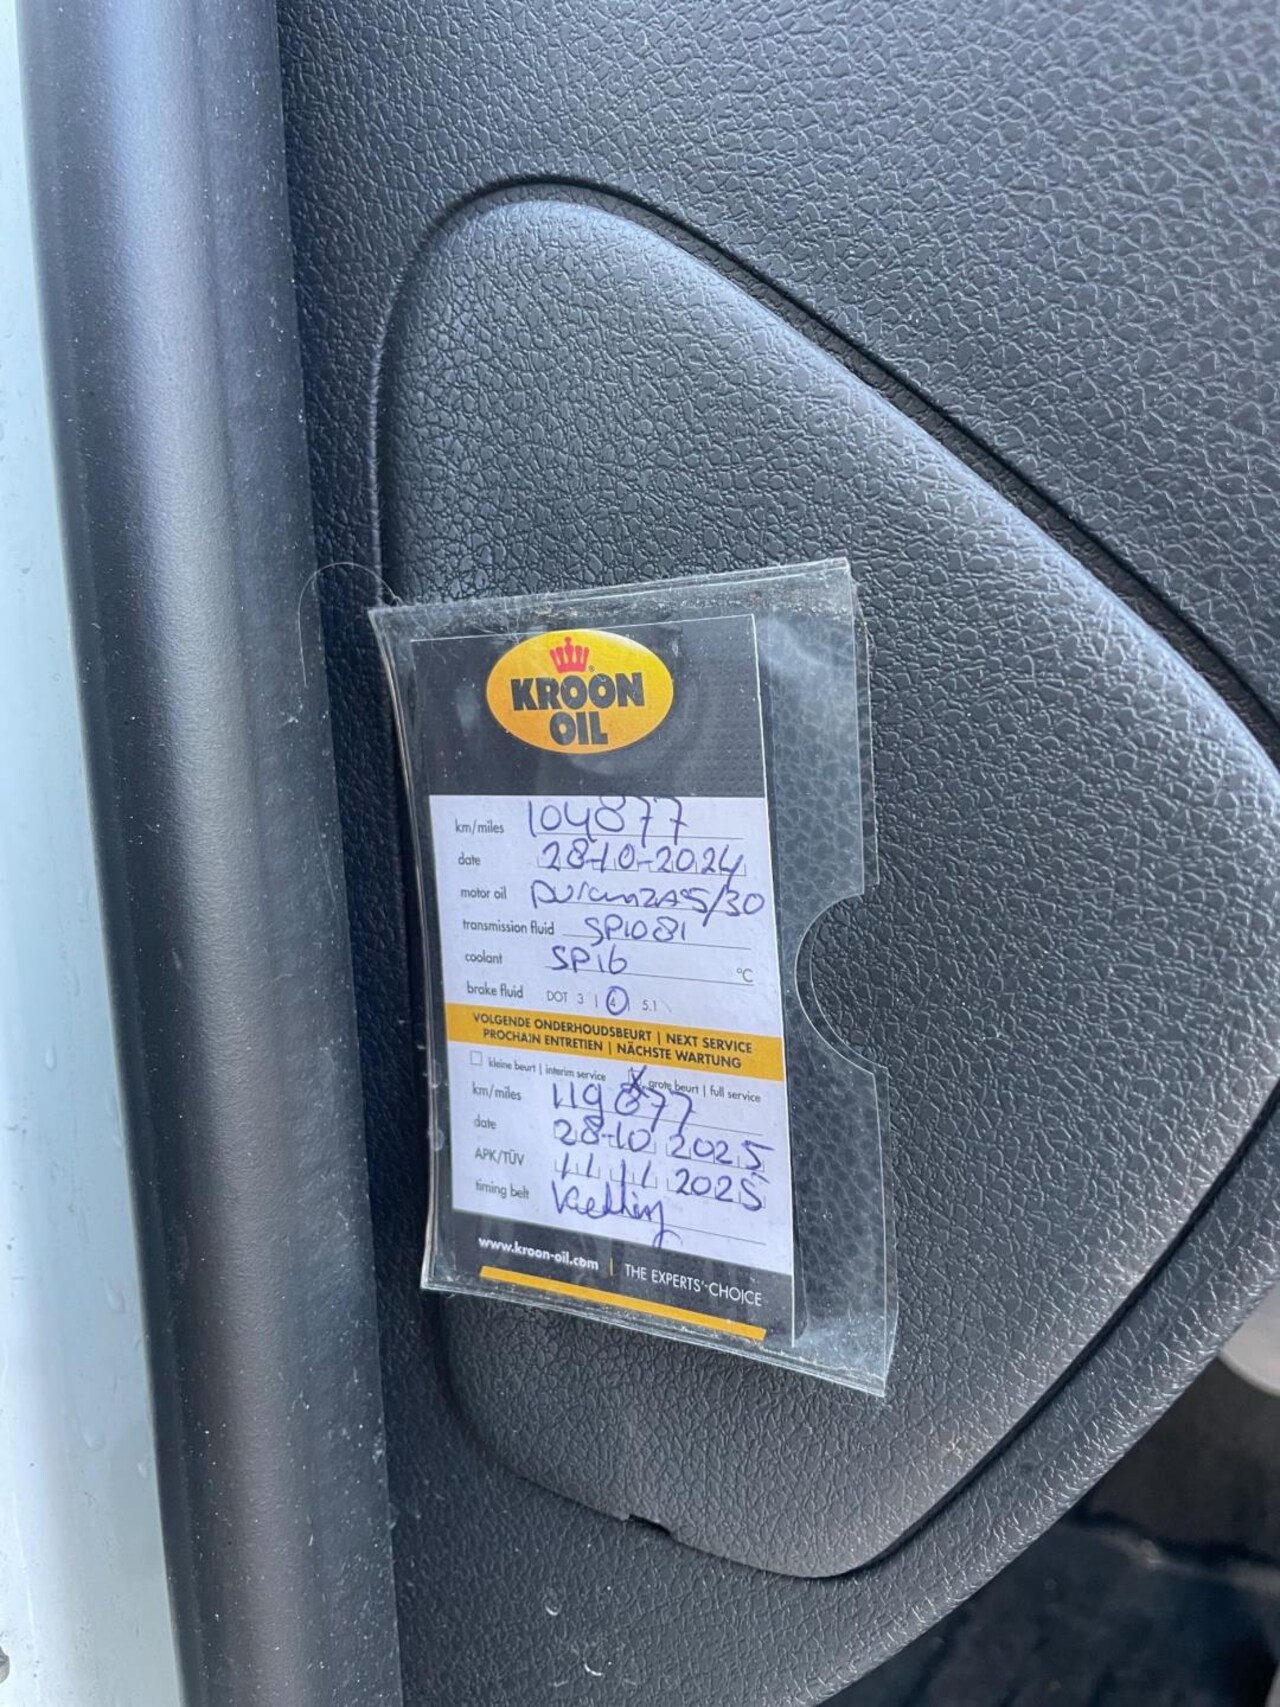 KROON
OIL
km/miles 104877
date 28-10-2024
motor oil Duranza 5/30
transmission fluid SP1081
coolant SP16 °C
brake fluid DOT 3 | 4 | 5.1
VOLGENDE ONDERHOUDSBEURT | NEXT SERVICE
PROCHAIN ENTRETIEN | NÄCHSTE WARTUNG
kleine beurt | interim service X grote beurt | full service
km/miles 119877
date 28-10 2025
APK/TÜV 11 11 2025
timing belt Ketting
www.kroon-oil.com | THE EXPERTS' CHOICE